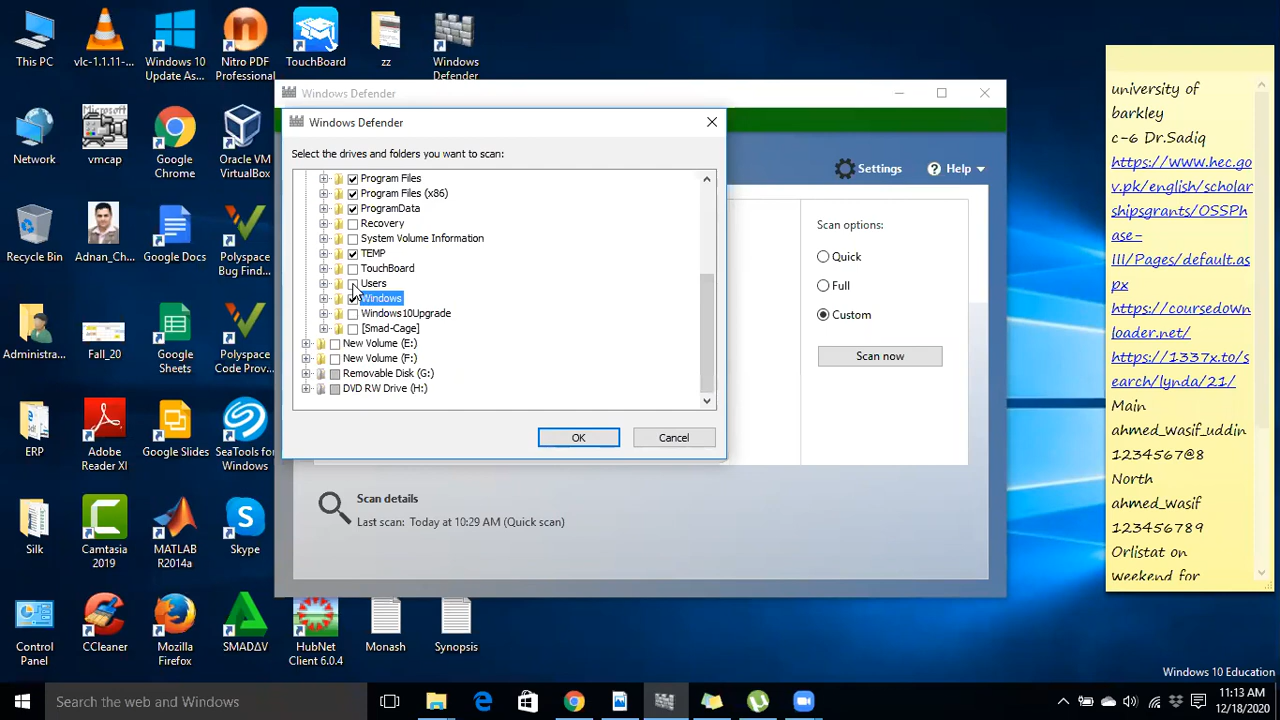 This PC
vlc-1.1.11-...
Windows 10
Update As...
Nitro PDF
Professional
TouchBoard
zz
Windows
Defender
Network
Microsoft
vmcap
Google
Chrome
Oracle VM
VirtualBox
Recycle Bin
Adnan_Ch...
Google Docs
Polyspace
Bug Find...
Administra...
Fall_20
Google
Sheets
Polyspace
Code Prov...
ERP
Adobe
Reader XI
Google Slides
SeaTools for
Windows
Silk
Camtasia
2019
MATLAB
R2014a
Skype
Control
Panel
CCleaner
Mozilla
Firefox
SMADΔV
HubNet
Client 6.0.4
Monash
Synopsis
Windows Defender
Windows Defender
Select the drives and folders you want to scan:
Program Files
Program Files (x86)
ProgramData
Recovery
System Volume Information
TEMP
TouchBoard
Users
Windows
Windows10Upgrade
[Smad-Cage]
New Volume (E:)
New Volume (F:)
Removable Disk (G:)
DVD RW Drive (H:)
OK
Cancel
Settings
Help
Scan options:
Quick
Full
Custom
Scan now
Scan details
Last scan: Today at 10:29 AM (Quick scan)
university of
barkley
c-6 Dr.Sadiq
https://www.hec.go
v.pk/english/scholar
shipsgrants/OSSPh
ase-
III/Pages/default.as
px
https://coursedown
loader.net/
https://1337x.to/s
earch/lynda/21/
Main
ahmed_wasif_uddin
1234567@8
North
ahmed_wasif
123456789
Orlistat on
weekend for
Windows 10 Education
Search the web and Windows
11:13 AM
12/18/2020